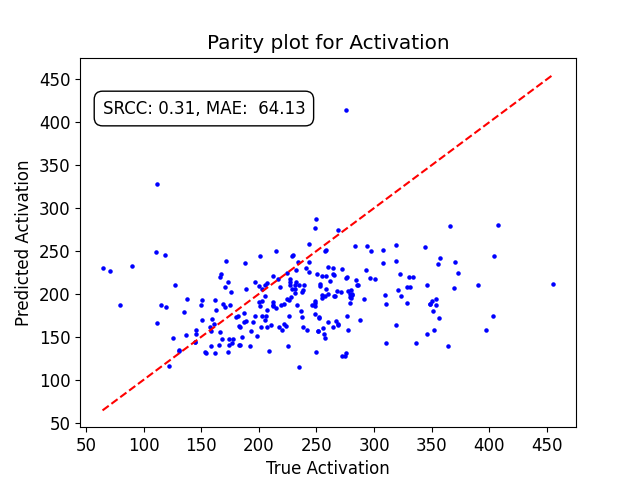 Parity plot for Activation
SRCC: 0.31, MAE:  64.13
Predicted Activation
450
400
350
300
250
200
150
100
50
50 100 150 200 250 300 350 400 450
True Activation